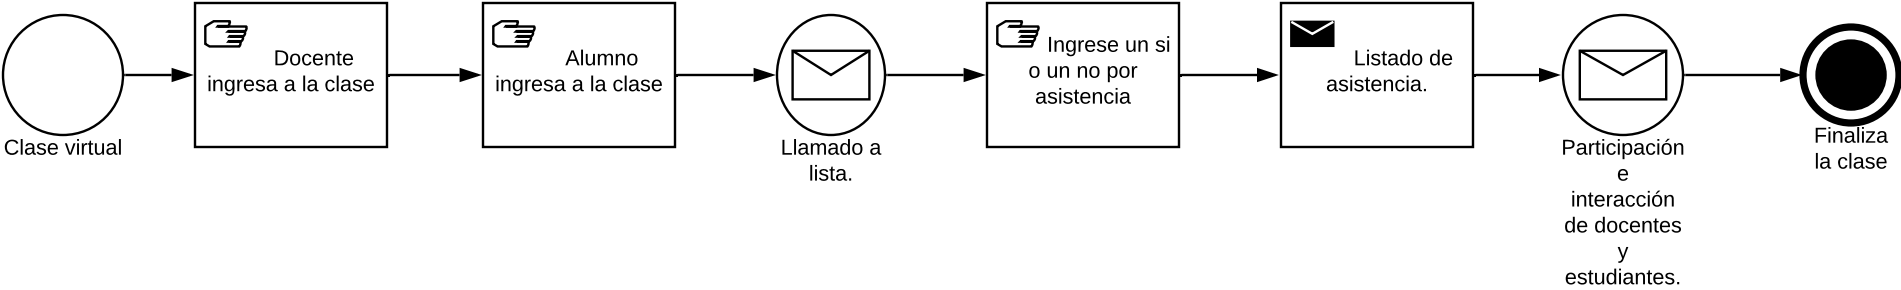 Clase virtual
Docente
ingresa a la clase
Alumno
ingresa a la clase
Llamado a
lista.
Ingrese un si
o un no por
asistencia
Listado de
asistencia.
Participación
e
interacción
de docentes
y
estudiantes.
Finaliza
la clase